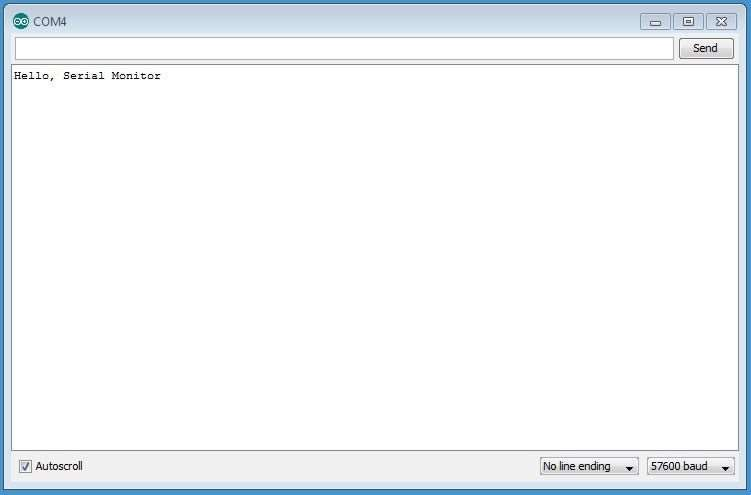 COM4
Send
Hello, Serial Monitor
Autoscroll
No line ending
57600 baud